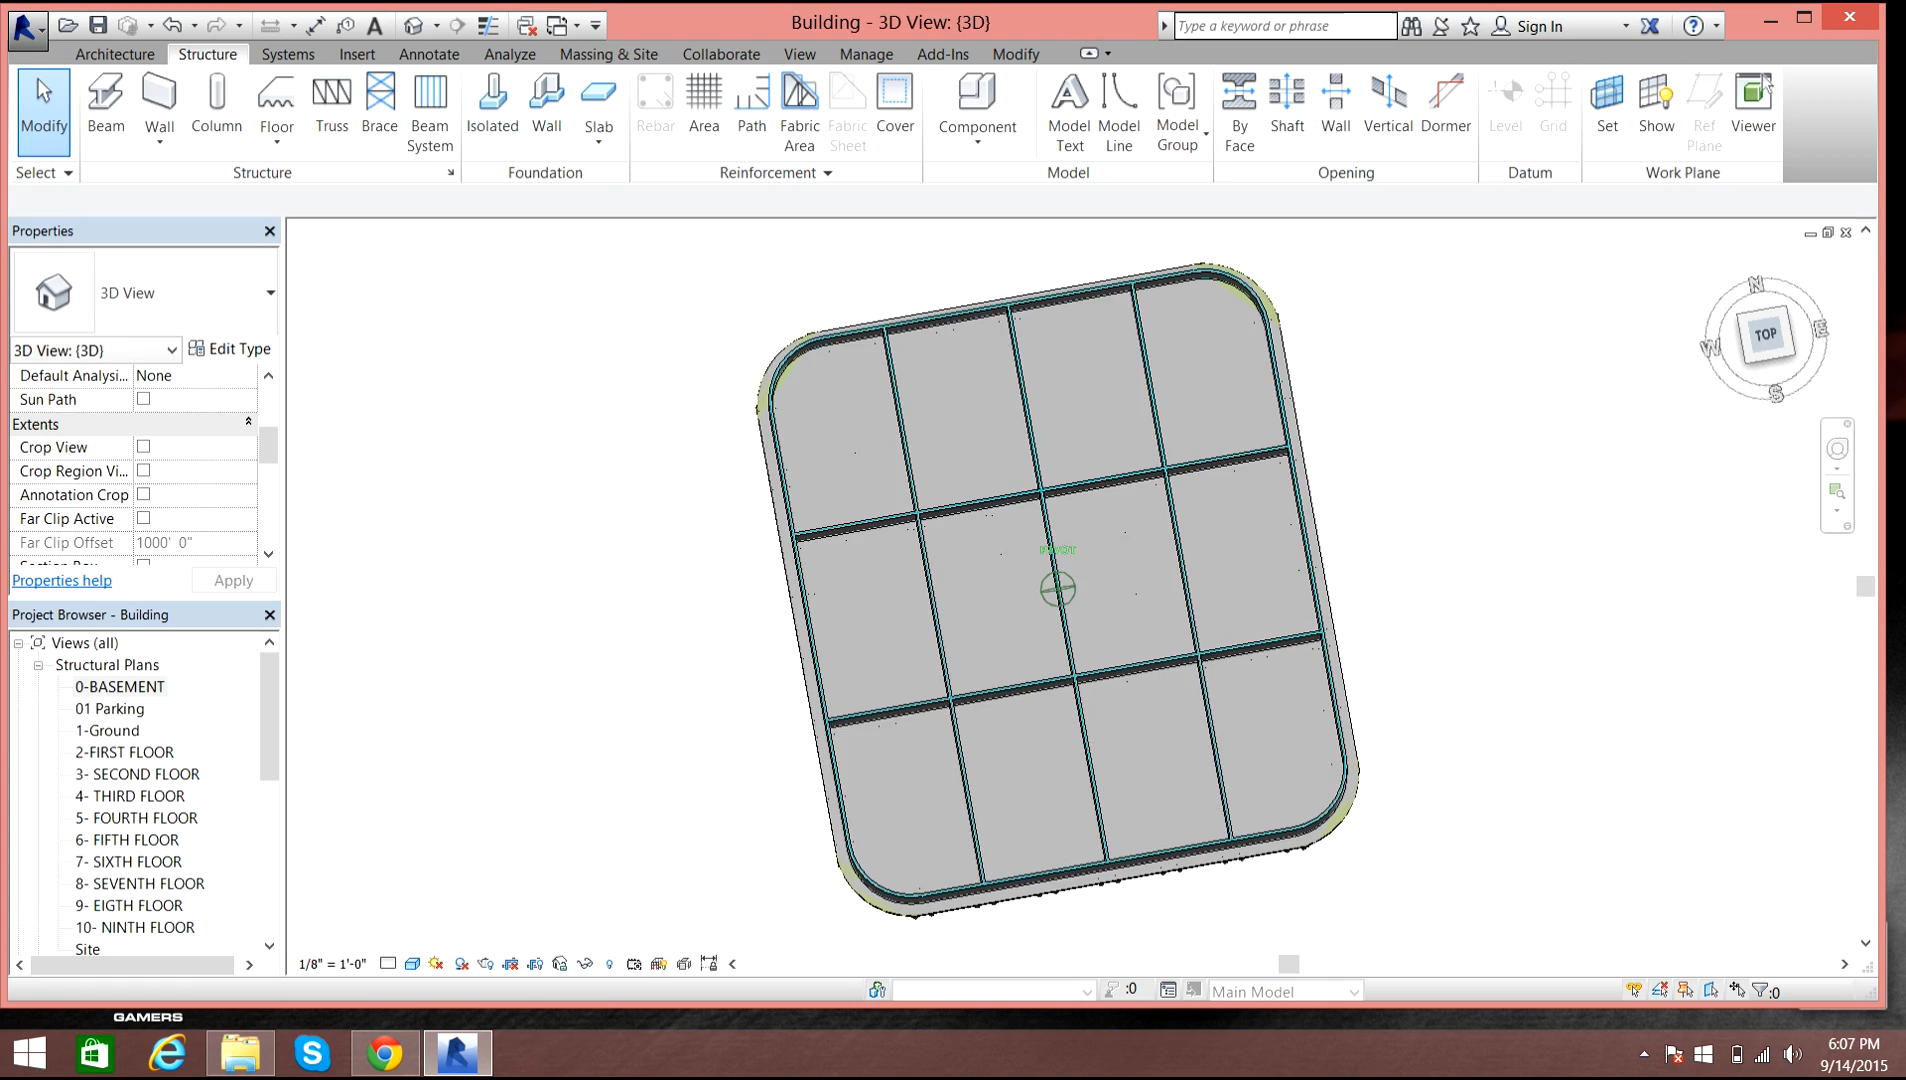 Building - 3D View: {3D}
Type a keyword or phrase
Sign In
Architecture Structure Systems Insert Annotate Analyze Massing & Site Collaborate View Manage Add-Ins Modify
Modify Beam Wall Column Floor Truss Brace Beam System Isolated Wall Slab Rebar Area Path Fabric Area Fabric Sheet Cover Component Model Text Model Line Model Group By Face Shaft Wall Vertical Dormer Level Grid Set Show Ref Plane Viewer
Select Structure Foundation Reinforcement Model Opening Datum Work Plane
Properties
3D View
3D View: {3D} Edit Type
Default Analysi... None
Sun Path
Extents
Crop View
Crop Region Vi...
Annotation Crop
Far Clip Active
Far Clip Offset 1000' 0"
Properties help Apply
Project Browser - Building
Views (all)
Structural Plans
0-BASEMENT
01 Parking
1-Ground
2-FIRST FLOOR
3- SECOND FLOOR
4- THIRD FLOOR
5- FOURTH FLOOR
6- FIFTH FLOOR
7- SIXTH FLOOR
8- SEVENTH FLOOR
9- EIGTH FLOOR
10- NINTH FLOOR
Site
PIVOT
N
E
S
W
TOP
1/8" = 1'-0"
:0
Main Model
:0
GAMERS
6:07 PM
9/14/2015